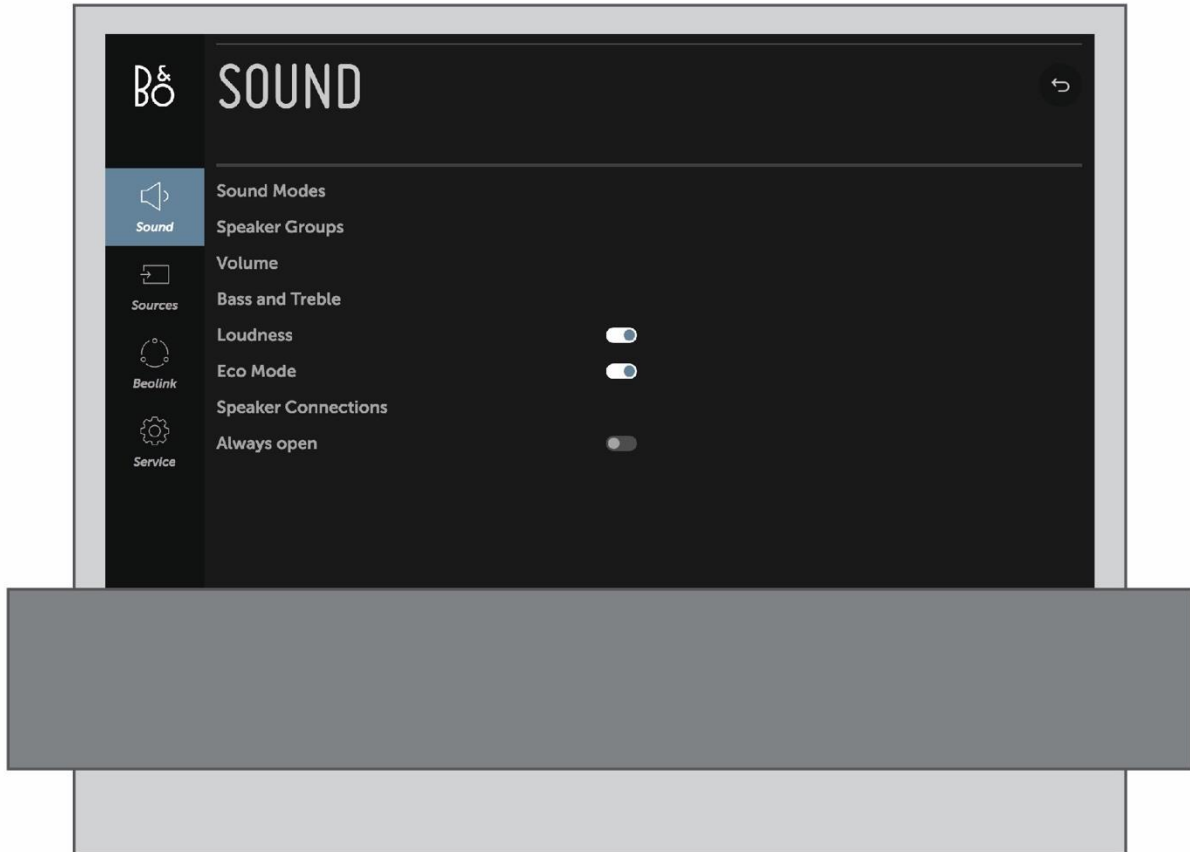 B&O
SOUND
Sound
Sources
Beolink
Service
Sound Modes
Speaker Groups
Volume
Bass and Treble
Loudness
Eco Mode
Speaker Connections
Always open